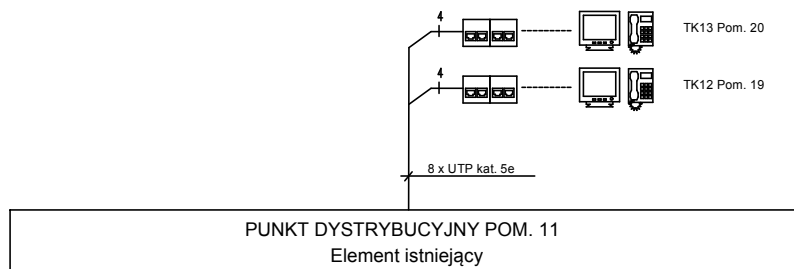 4
TK13 Pom. 20
4
TK12 Pom. 19
8 x UTP kat. 5e
PUNKT DYSTRYBUCYJNY POM. 11
Element istniejący